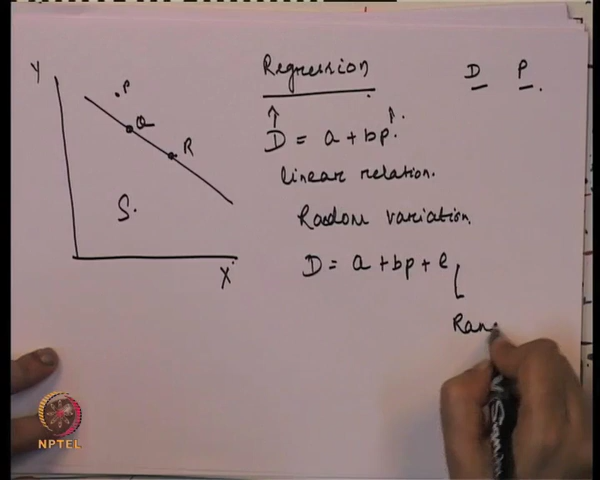 Regression
D P
D = a + bp.
linear relation.
Random variation.
D = a + bp + e
Ran
Y
P
Q
R
S.
X
NPTEL